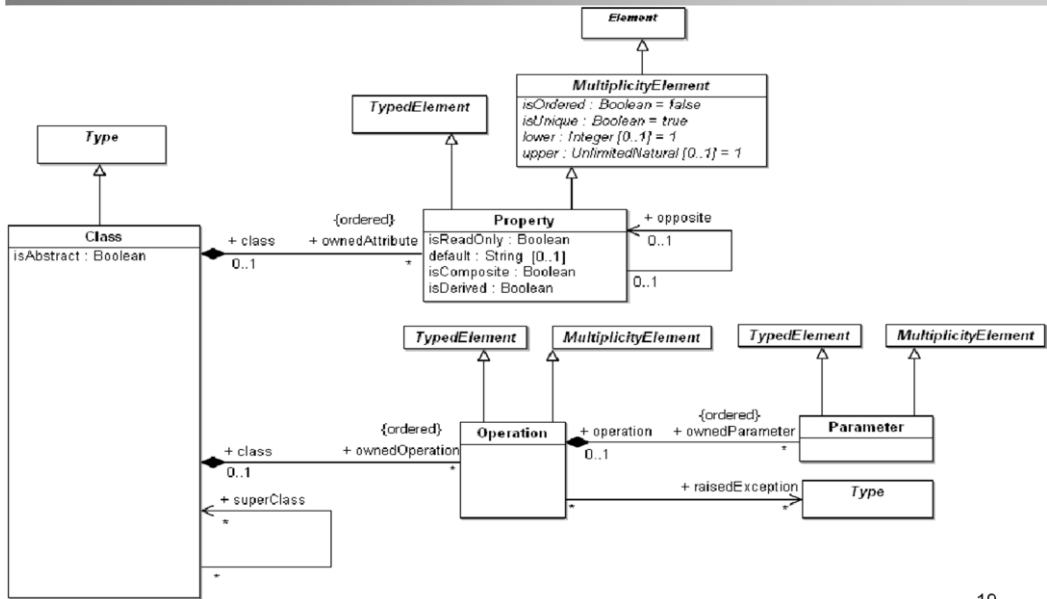 Element
MultiplicityElement
isOrdered : Boolean = false
isUnique : Boolean = true
lower : Integer [0..1] = 1
upper : UnlimitedNatural [0..1] = 1
TypedElement
Type
Class
isAbstract : Boolean
+ class
0..1
{ordered}
+ ownedAttribute
*
Property
isReadOnly : Boolean
default : String [0..1]
isComposite : Boolean
isDerived : Boolean
+ opposite
0..1
0..1
TypedElement
MultiplicityElement
TypedElement
MultiplicityElement
+ class
0..1
{ordered}
+ ownedOperation
*
Operation
+ operation
0..1
{ordered}
+ ownedParameter
*
Parameter
+ raisedException
*
*
Type
+ superClass
*
*